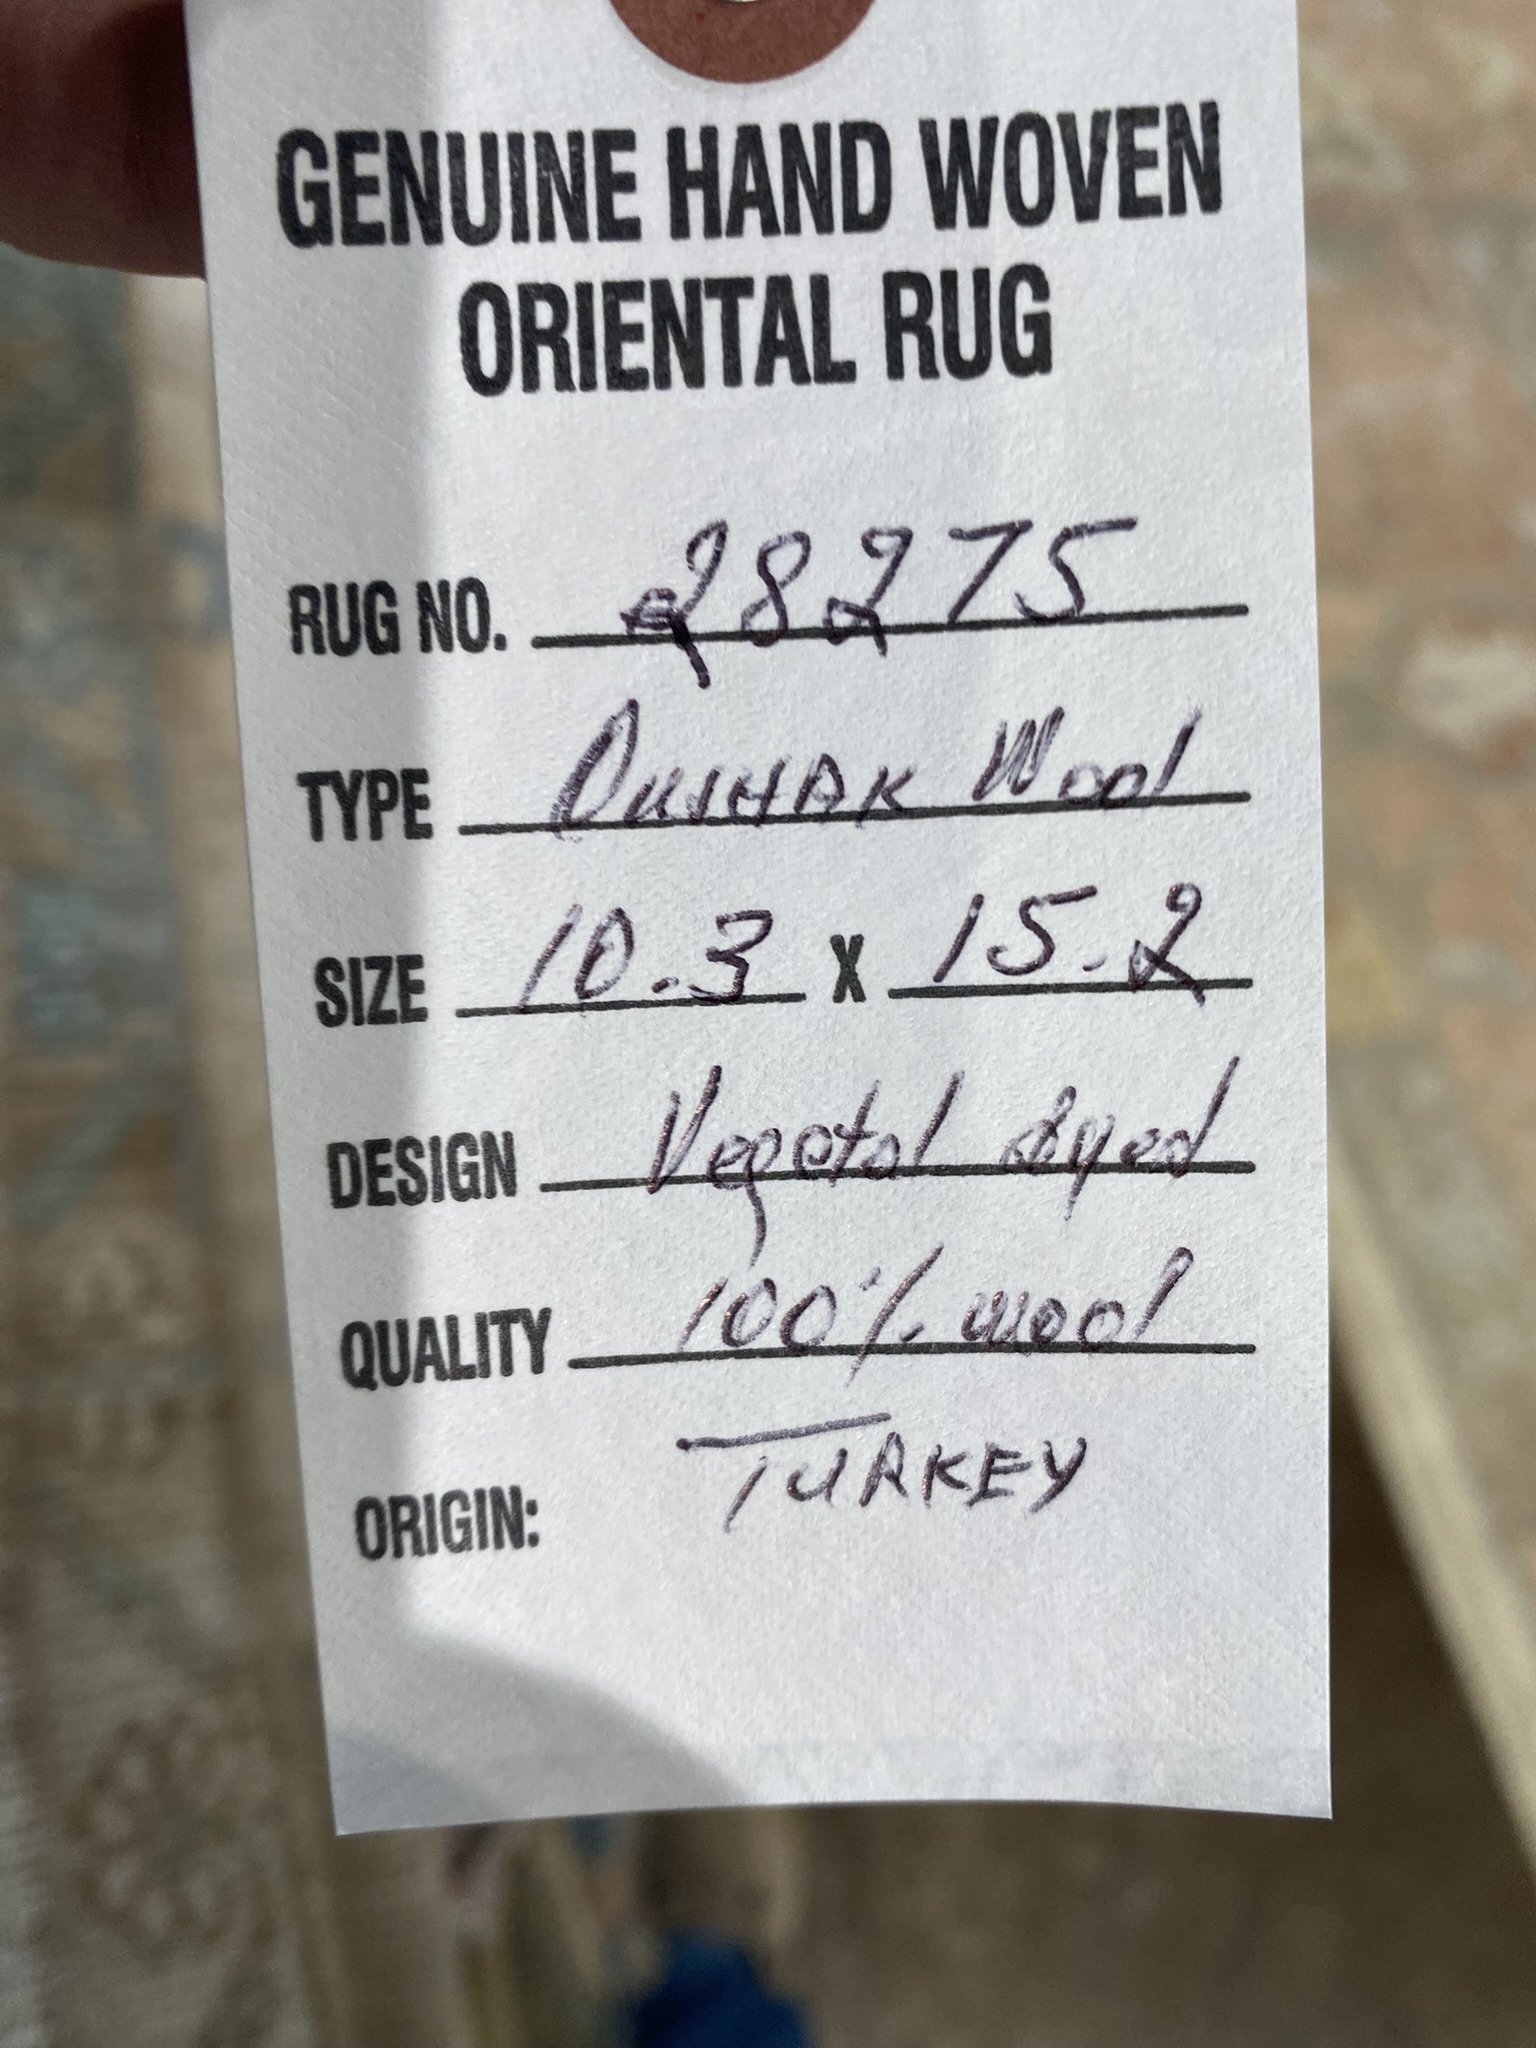 GENUINE HAND WOVEN
ORIENTAL RUG
RUG NO. 28275
TYPE OUSHAK Wool
SIZE 10.3 X 15.2
DESIGN Vegetal dyed
QUALITY 100% wool
ORIGIN: TURKEY